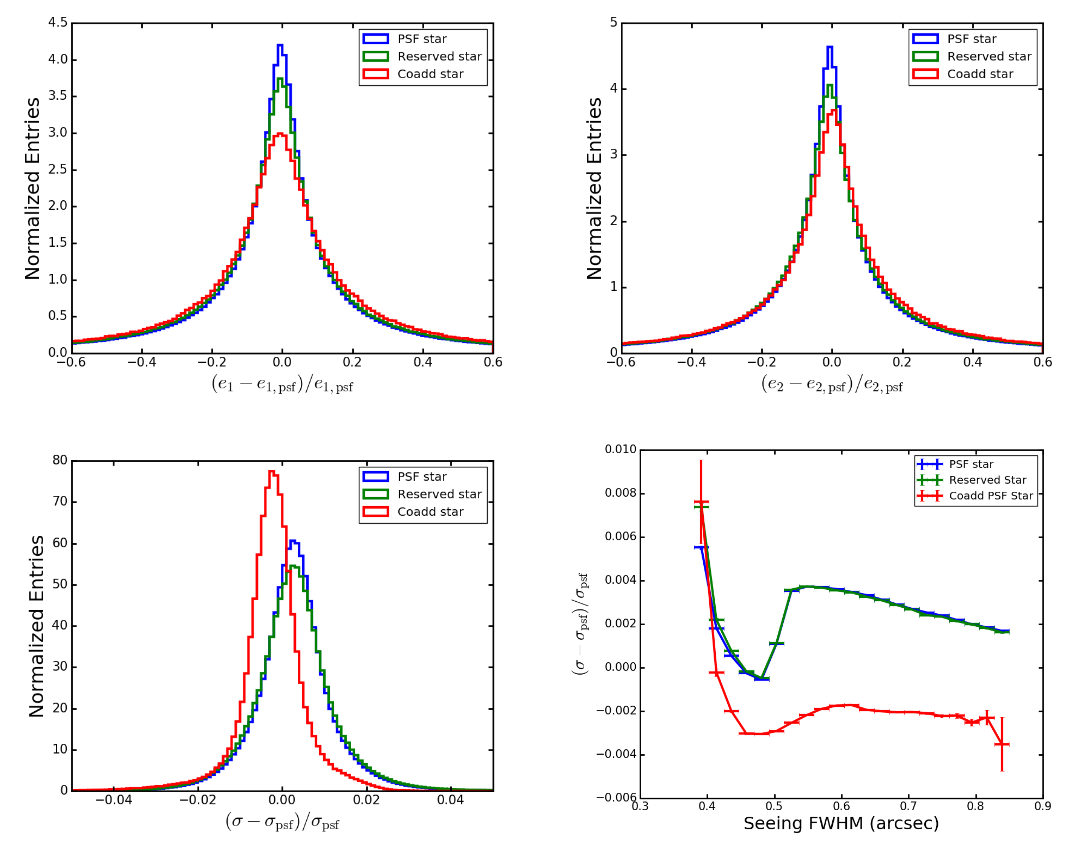 4.5
4.0
3.5
3.0
2.5
2.0
1.5
1.0
0.5
0.0
Normalized Entries
PSF star
Reserved star
Coadd star
−0.6 −0.4 −0.2 0.0 0.2 0.4 0.6
(e₁ − e₁,psf)/e₁,psf
5
4
3
2
1
0
Normalized Entries
PSF star
Reserved star
Coadd star
−0.6 −0.4 −0.2 0.0 0.2 0.4 0.6
(e₂ − e₂,psf)/e₂,psf
80
70
60
50
40
30
20
10
0
Normalized Entries
PSF star
Reserved star
Coadd star
−0.04 −0.02 0.00 0.02 0.04
(σ − σpsf)/σpsf
0.010
0.008
0.006
0.004
0.002
0.000
−0.002
−0.004
−0.006
(σ − σpsf)/σpsf
PSF star
Reserved Star
Coadd PSF Star
0.3 0.4 0.5 0.6 0.7 0.8 0.9
Seeing FWHM (arcsec)